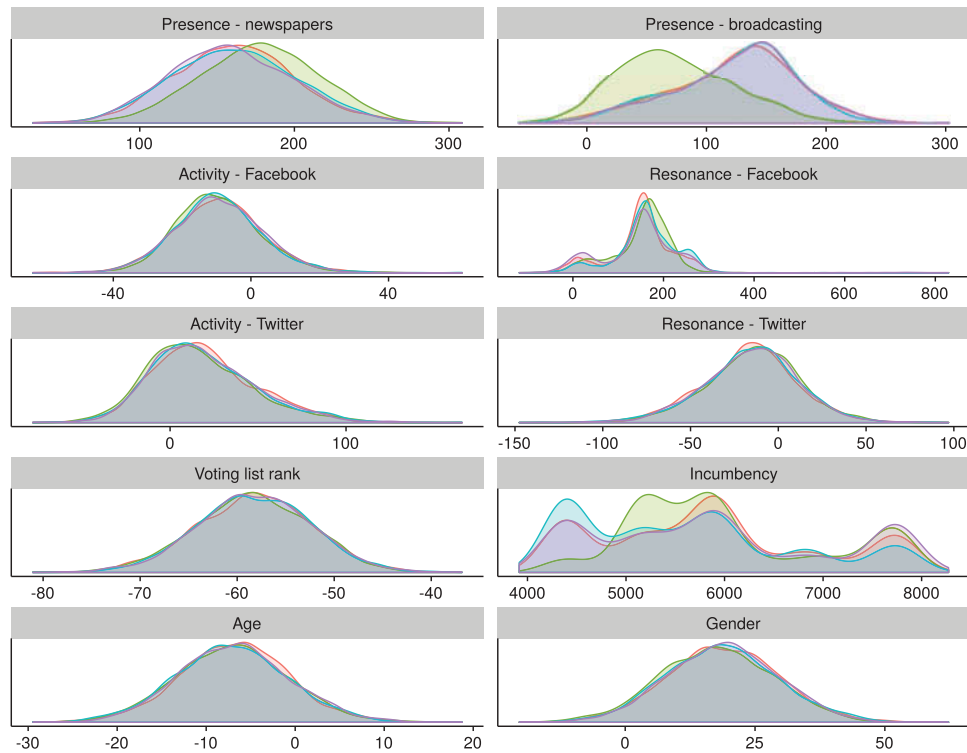 Presence - newspapers
100 200 300
Presence - broadcasting
0 100 200 300
Activity - Facebook
-40 0 40
Resonance - Facebook
0 200 400 600 800
Activity - Twitter
0 100
Resonance - Twitter
-150 -100 -50 0 50 100
Voting list rank
-80 -70 -60 -50 -40
Incumbency
4000 5000 6000 7000 8000
Age
-30 -20 -10 0 10 20
Gender
0 25 50